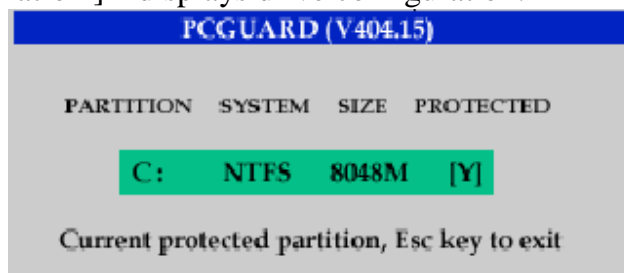 PCGUARD (V404.15)
PARTITION SYSTEM SIZE PROTECTED
C: NTFS 8048M [Y]
Current protected partition, Esc key to exit